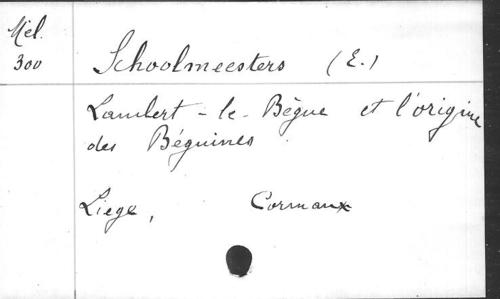 Mél.
300
Schoolmeesters (E.)
Lambert-le-Bègue et l'origine
des Béguines
Liege, Cormaux